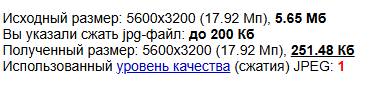 Исходный размер: 5600x3200 (17.92 Мп), 5.65 Мб
Вы указали сжать jpg-файл: до 200 Кб
Полученный размер: 5600x3200 (17.92 Мп), 251.48 Кб
Использованный уровень качества (сжатия) JPEG: 1